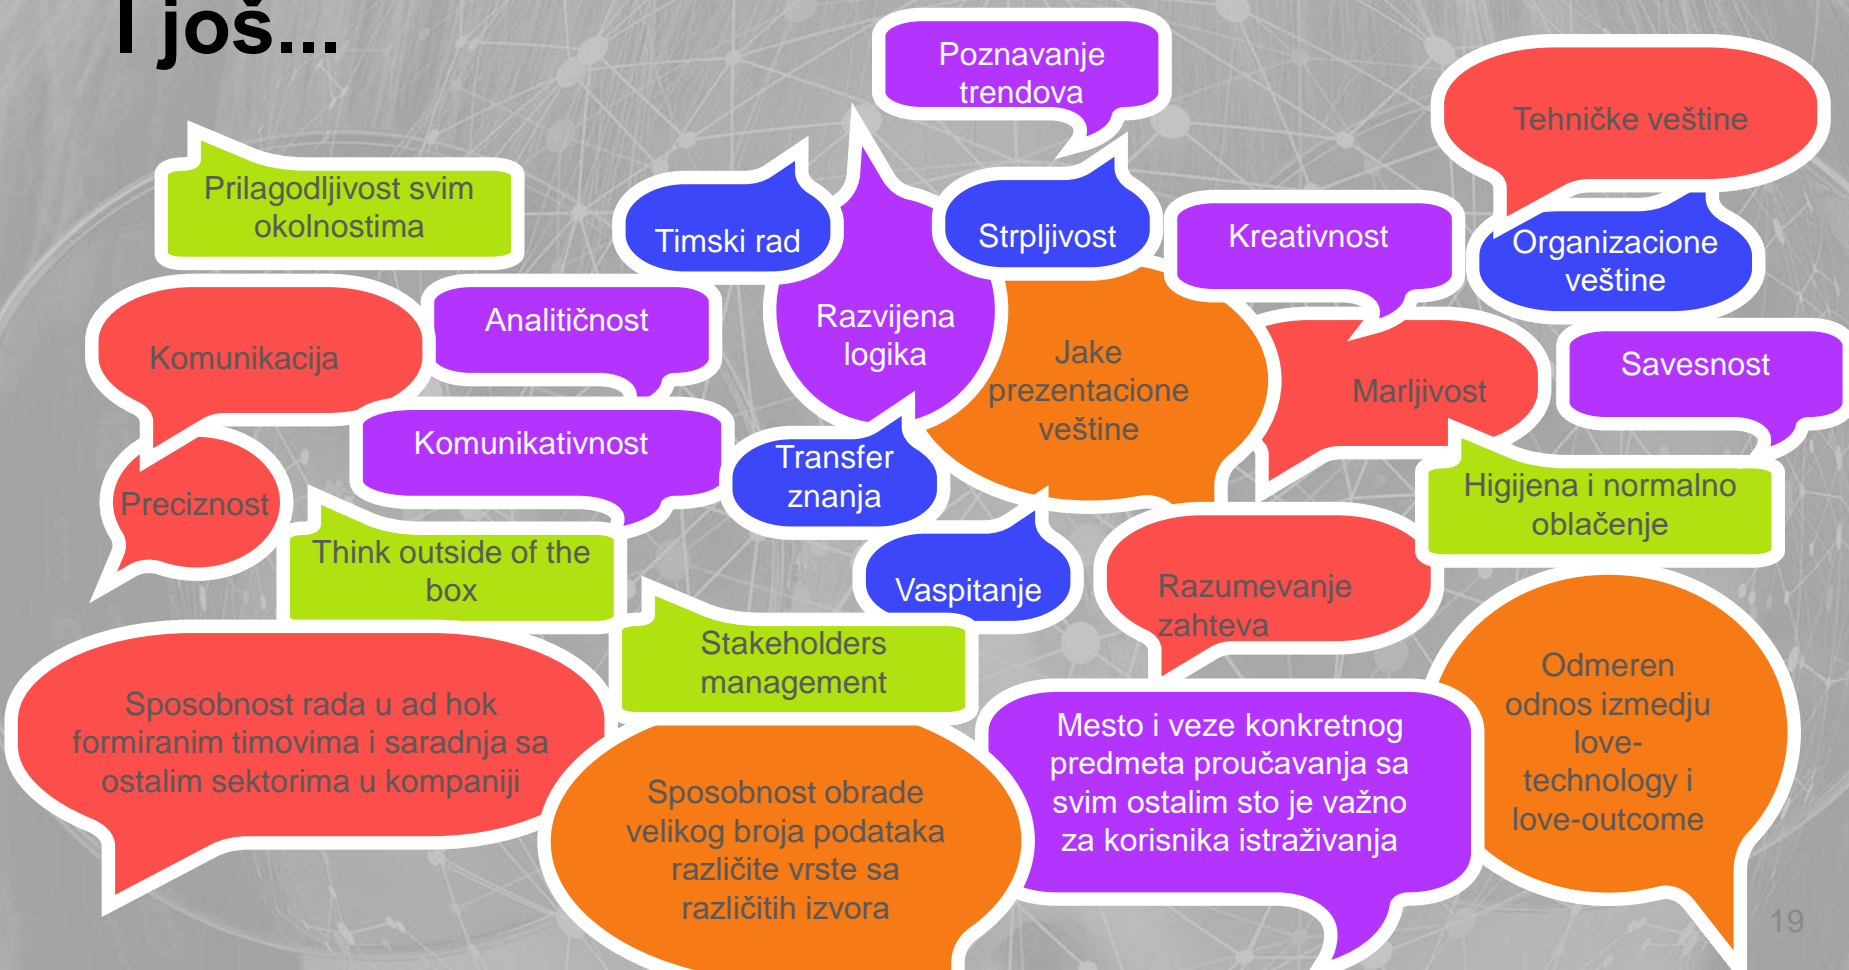 I još...
Poznavanje
trendova
Tehničke veštine
Prilagodljivost svim
okolnostima
Timski rad
Strpljivost
Kreativnost
Organizacione
veštine
Komunikacija
Analitičnost
Razvijena
logika
Jake
prezentacione
veštine
Marljivost
Savesnost
Preciznost
Komunikativnost
Transfer
znanja
Higijena i normalno
oblačenje
Think outside of the
box
Vaspitanje
Razumevanje
zahteva
Stakeholders
management
Sposobnost rada u ad hok
formiranim timovima i saradnja sa
ostalim sektorima u kompaniji
Sposobnost obrade
velikog broja podataka
različite vrste sa
različitih izvora
Mesto i veze konkretnog
predmeta proučavanja sa
svim ostalim sto je važno
za korisnika istraživanja
Odmeren
odnos izmedju
love-
technology i
love-outcome
19